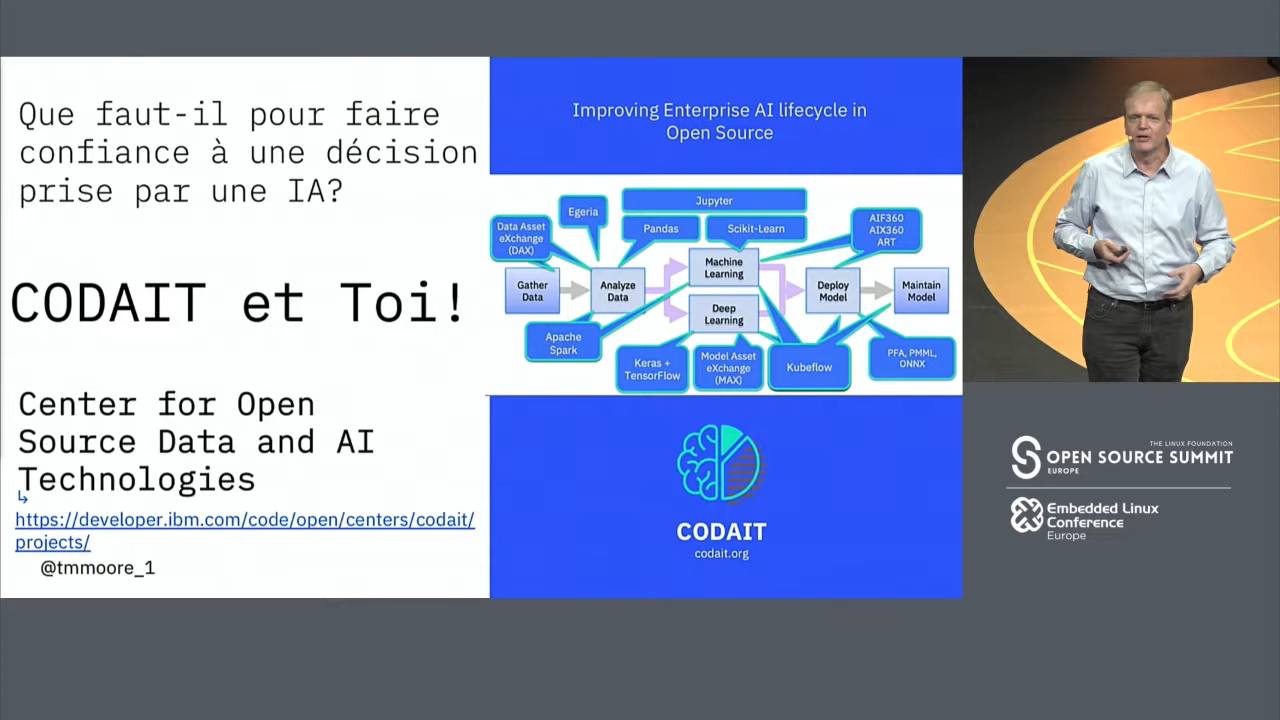 Que faut-il pour faire
confiance à une décision
prise par une IA?
CODAIT et Toi!
Center for Open
Source Data and AI
Technologies
↳
https://developer.ibm.com/code/open/centers/codait/
projects/
@tmmoore_1
Improving Enterprise AI lifecycle in
Open Source
Jupyter
Egeria
Data Asset
eXchange
(DAX)
Pandas
Scikit-Learn
AIF360
AIX360
ART
Gather
Data
Analyze
Data
Machine
Learning
Deep
Learning
Deploy
Model
Maintain
Model
Apache
Spark
Keras +
TensorFlow
Model Asset
eXchange
(MAX)
Kubeflow
PFA, PMML,
ONNX
CODAIT
codait.org
THE LINUX FOUNDATION
OPEN SOURCE SUMMIT
EUROPE
Embedded Linux
Conference
Europe